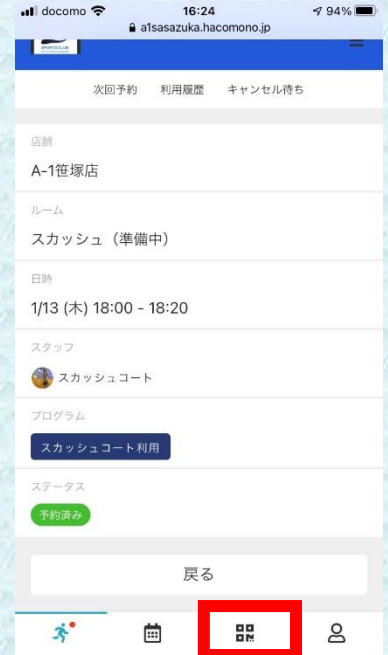 docomo 16:24 94%
a1sasazuka.hacomono.jp
SPORTS CLUB
次回予約 利用履歴 キャンセル待ち
店舗
A-1笹塚店
ルーム
スカッシュ（準備中）
日時
1/13 (木) 18:00 - 18:20
スタッフ
スカッシュコート
プログラム
スカッシュコート利用
ステータス
予約済み
戻る